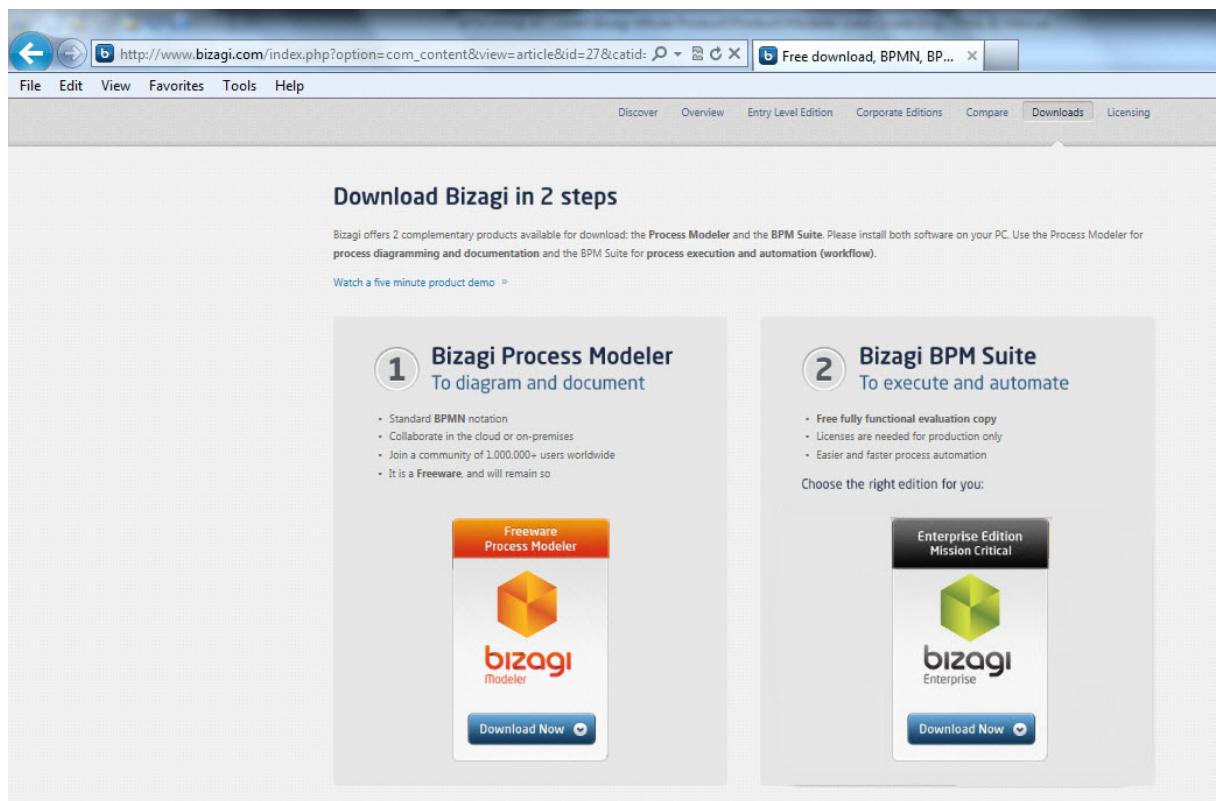 http://www.bizagi.com/index.php?option=com_content&view=article&id=27&catid:
Free download, BPMN, BP...
File Edit View Favorites Tools Help
Discover Overview Entry Level Edition Corporate Editions Compare Downloads Licensing
Download Bizagi in 2 steps
Bizagi offers 2 complementary products available for download: the Process Modeler and the BPM Suite. Please install both software on your PC. Use the Process Modeler for
process diagramming and documentation and the BPM Suite for process execution and automation (workflow).
Watch a five minute product demo »
1 Bizagi Process Modeler
To diagram and document
• Standard BPMN notation
• Collaborate in the cloud or on-premises
• Join a community of 1.000.000+ users worldwide
• It is a Freeware, and will remain so
Freeware
Process Modeler
bizagi
Modeler
Download Now
2 Bizagi BPM Suite
To execute and automate
• Free fully functional evaluation copy
• Licenses are needed for production only
• Easier and faster process automation
Choose the right edition for you:
Enterprise Edition
Mission Critical
bizagi
Enterprise
Download Now